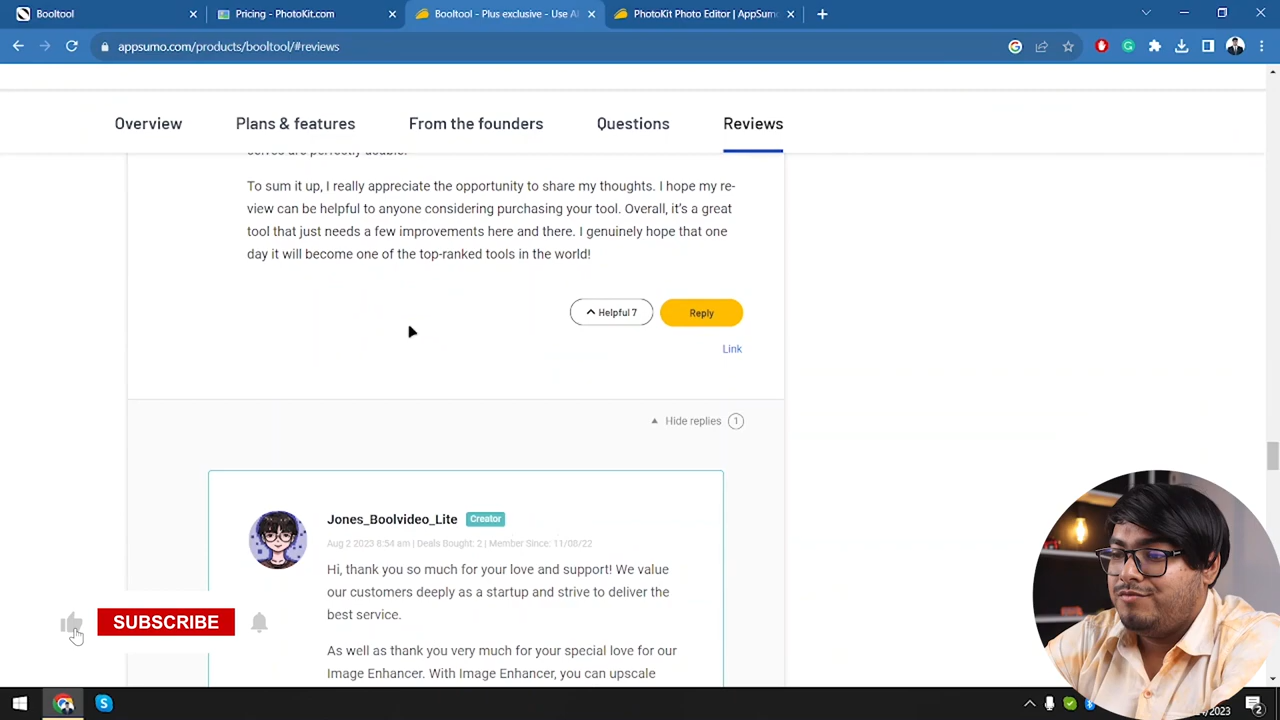 Booltool
Pricing - PhotoKit.com
Booltool - Plus exclusive - Use AI
PhotoKit Photo Editor | AppSumo
appsumo.com/products/booltool/#reviews
Overview
Plans & features
From the founders
Questions
Reviews
To sum it up, I really appreciate the opportunity to share my thoughts. I hope my re-
view can be helpful to anyone considering purchasing your tool. Overall, it's a great
tool that just needs a few improvements here and there. I genuinely hope that one
day it will become one of the top-ranked tools in the world!
Helpful 7
Reply
Link
Hide replies 1
Jones_Boolvideo_Lite Creator
Aug 2 2023 8:54 am | Deals Bought: 2 | Member Since: 11/08/22
Hi, thank you so much for your love and support! We value
our customers deeply as a startup and strive to deliver the
best service.
As well as thank you very much for your special love for our
Image Enhancer. With Image Enhancer, you can upscale
SUBSCRIBE
2